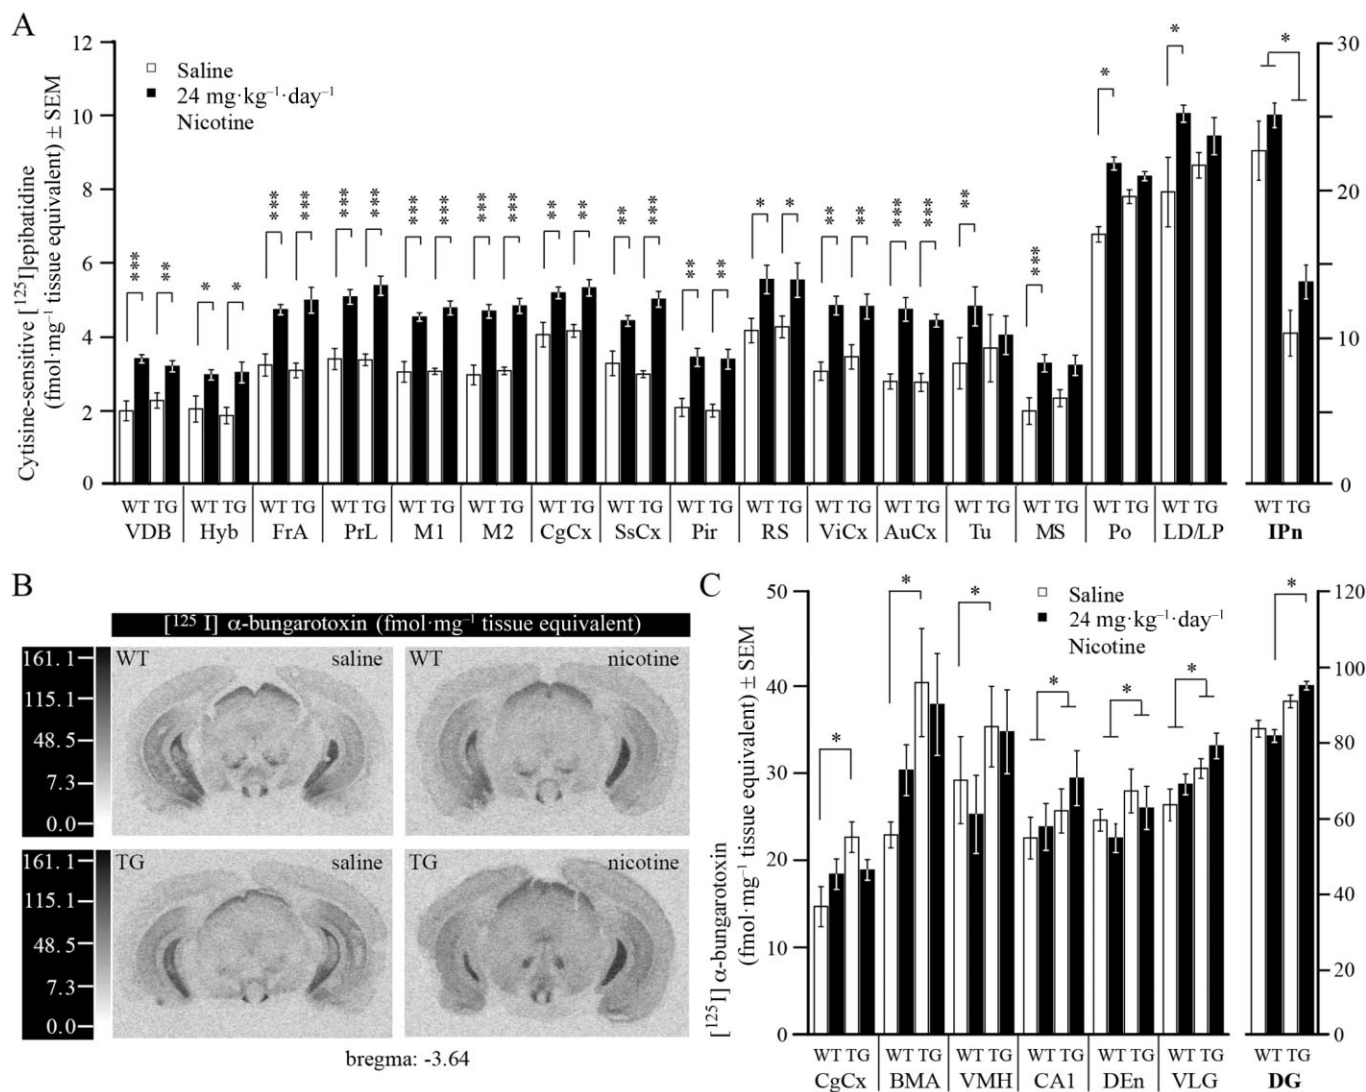 A
Cytisine-sensitive [¹²⁵I]epibatidine
(fmol·mg⁻¹ tissue equivalent) ± SEM
12
10
8
6
4
2
0
Saline
24 mg·kg⁻¹·day⁻¹
Nicotine
*** ** * * *** *** *** *** *** *** *** *** ** ** ** *** ** ** * * ** ** *** *** ** *** * * *
30
20
10
0
WT TG WT TG WT TG WT TG WT TG WT TG WT TG WT TG WT TG WT TG WT TG WT TG WT TG WT TG WT TG WT TG WT TG
VDB Hyb FrA PrL M1 M2 CgCx SsCx Pir RS ViCx AuCx Tu MS Po LD/LP IPn
B
[¹²⁵ I] α-bungarotoxin (fmol·mg⁻¹ tissue equivalent)
161.1
115.1
48.5
7.3
0.0
WT saline
WT nicotine
161.1
115.1
48.5
7.3
0.0
TG saline
TG nicotine
bregma: -3.64
C
[¹²⁵I] α-bungarotoxin
(fmol·mg⁻¹ tissue equivalent) ± SEM
50
40
30
20
10
0
Saline
24 mg·kg⁻¹·day⁻¹
Nicotine
* * * * * * *
120
100
80
60
40
20
0
WT TG WT TG WT TG WT TG WT TG WT TG WT TG
CgCx BMA VMH CA1 DEn VLG DG